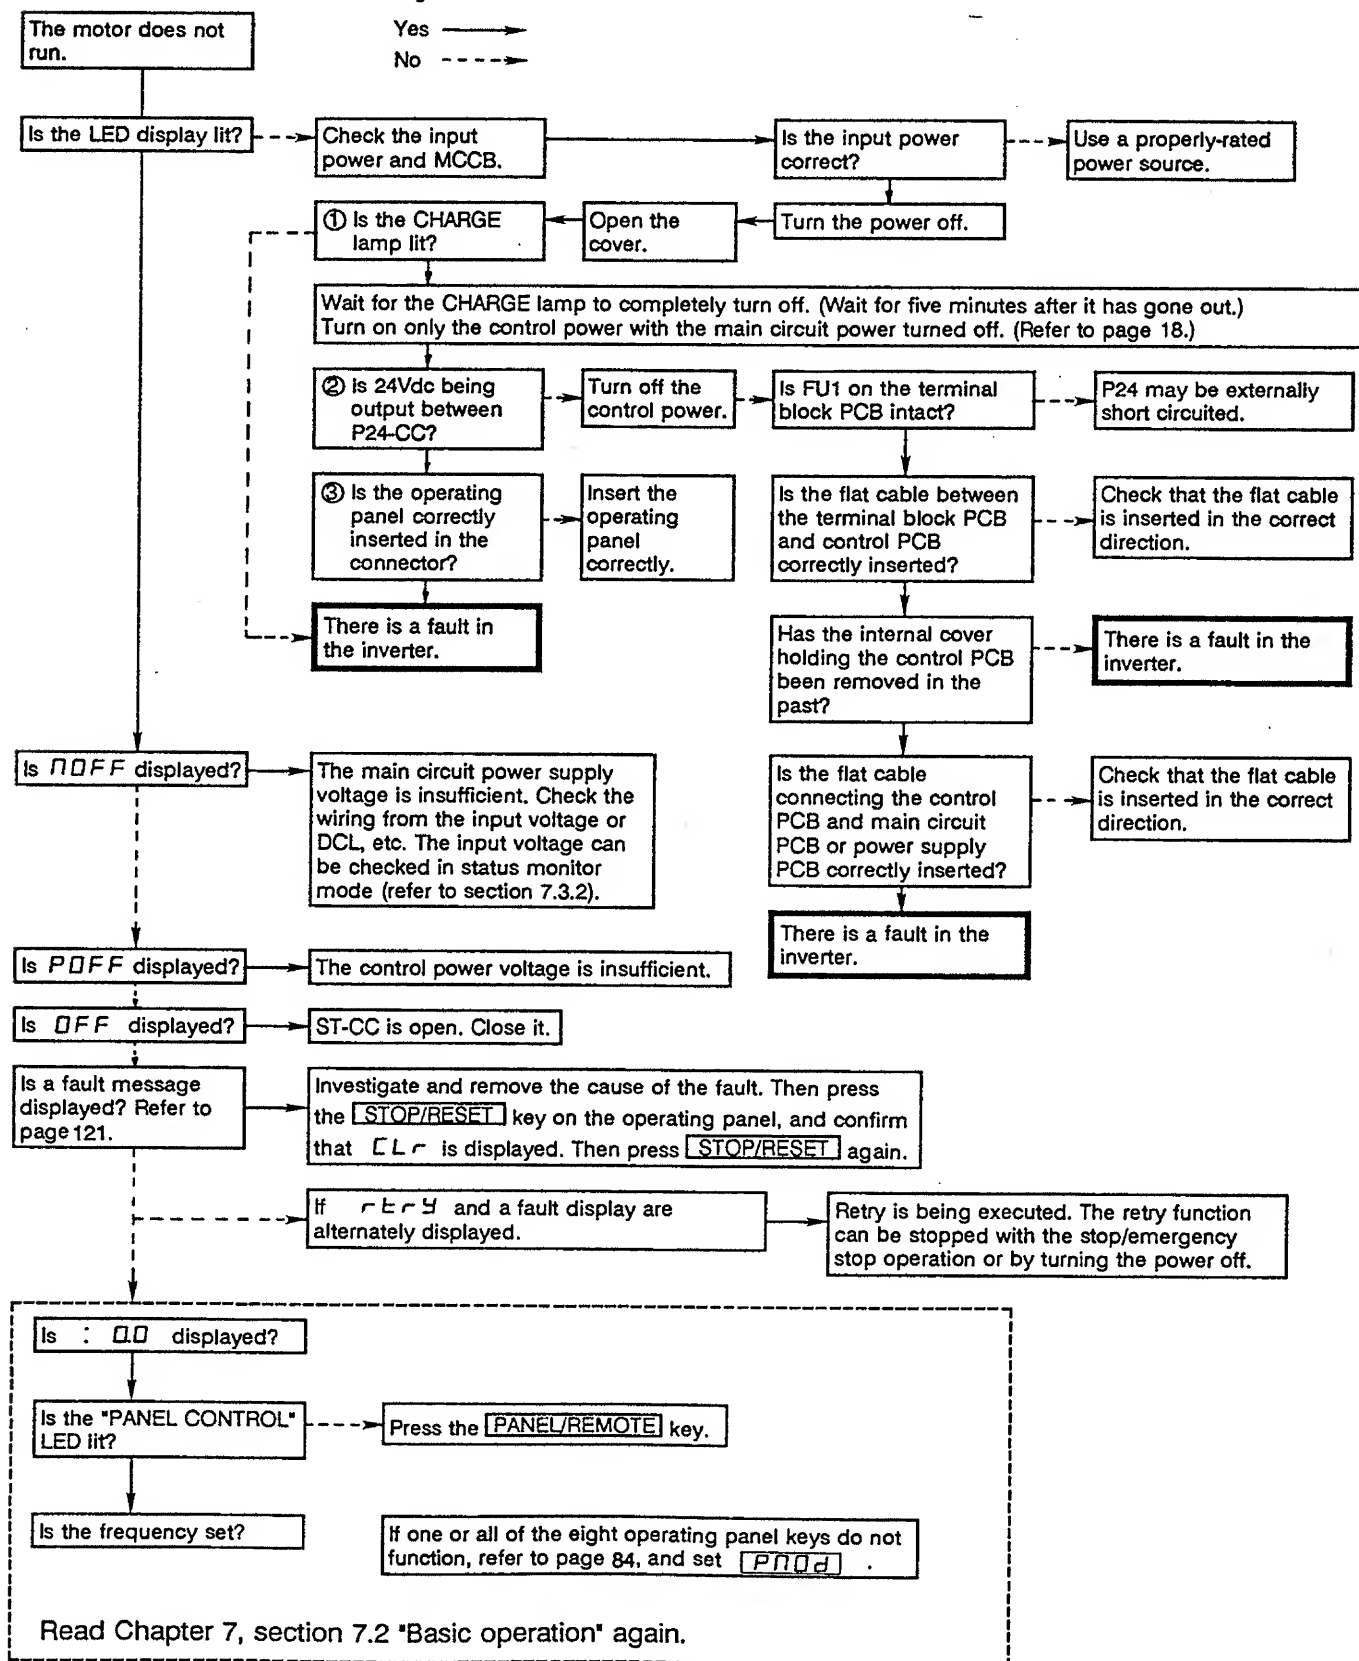 Yes
No
The motor does not
run.
Is the LED display lit?
Check the input
power and MCCB.
Is the input power
correct?
Use a properly-rated
power source.
① Is the CHARGE
lamp lit?
Open the
cover.
Turn the power off.
Wait for the CHARGE lamp to completely turn off. (Wait for five minutes after it has gone out.)
Turn on only the control power with the main circuit power turned off. (Refer to page 18.)
② Is 24Vdc being
output between
P24-CC?
Turn off the
control power.
Is FU1 on the terminal
block PCB intact?
P24 may be externally
short circuited.
③ Is the operating
panel correctly
inserted in the
connector?
Insert the
operating
panel
correctly.
Is the flat cable between
the terminal block PCB
and control PCB
correctly inserted?
Check that the flat cable
is inserted in the correct
direction.
There is a fault in
the inverter.
Has the internal cover
holding the control PCB
been removed in the
past?
There is a fault in the
inverter.
Is NOFF displayed?
The main circuit power supply
voltage is insufficient. Check the
wiring from the input voltage or
DCL, etc. The input voltage can
be checked in status monitor
mode (refer to section 7.3.2).
Is the flat cable
connecting the control
PCB and main circuit
PCB or power supply
PCB correctly inserted?
Check that the flat cable
is inserted in the correct
direction.
There is a fault in the
inverter.
Is POFF displayed?
The control power voltage is insufficient.
Is OFF displayed?
ST-CC is open. Close it.
Is a fault message
displayed? Refer to
page 121.
Investigate and remove the cause of the fault. Then press
the STOP/RESET key on the operating panel, and confirm
that CLr is displayed. Then press STOP/RESET again.
If rtrY and a fault display are
alternately displayed.
Retry is being executed. The retry function
can be stopped with the stop/emergency
stop operation or by turning the power off.
Is : 0.0 displayed?
Is the "PANEL CONTROL"
LED lit?
Press the PANEL/REMOTE key.
Is the frequency set?
If one or all of the eight operating panel keys do not
function, refer to page 84, and set PNOd .
Read Chapter 7, section 7.2 "Basic operation" again.